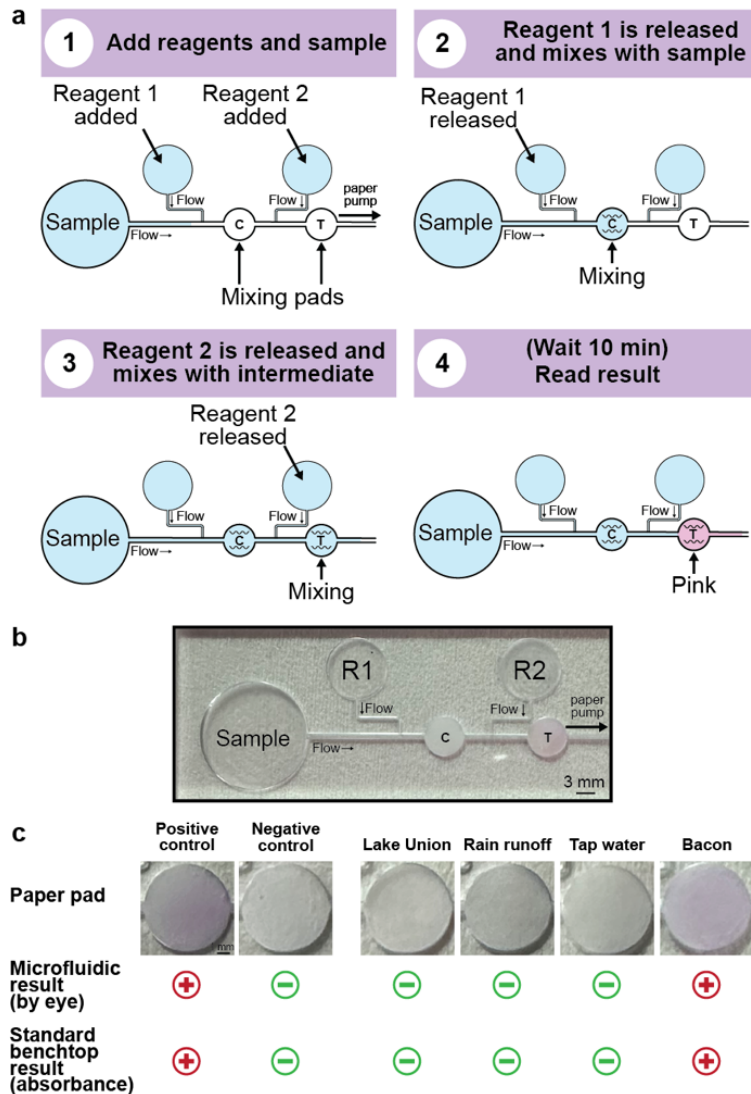 a
1
Add reagents and sample
Reagent 1
added
Reagent 2
added
Sample
Flow
Flow
Flow→
C
T
paper
pump
Mixing pads
2
Reagent 1 is released
and mixes with sample
Reagent 1
released
Sample
Flow
Flow
Flow→
C
T
Mixing
3
Reagent 2 is released and
mixes with intermediate
Reagent 2
released
Sample
Flow
Flow
Flow→
C
T
Mixing
4
(Wait 10 min)
Read result
Sample
Flow
Flow
Flow→
C
T
Pink
b
R1
R2
Sample
Flow
Flow
Flow→
C
T
paper
pump
3 mm
c
Positive
control
Negative
control
Lake Union
Rain runoff
Tap water
Bacon
Paper pad
mm
Microfluidic
result
(by eye)
+ − − − − +
Standard
benchtop
result
(absorbance)
+ − − − − +